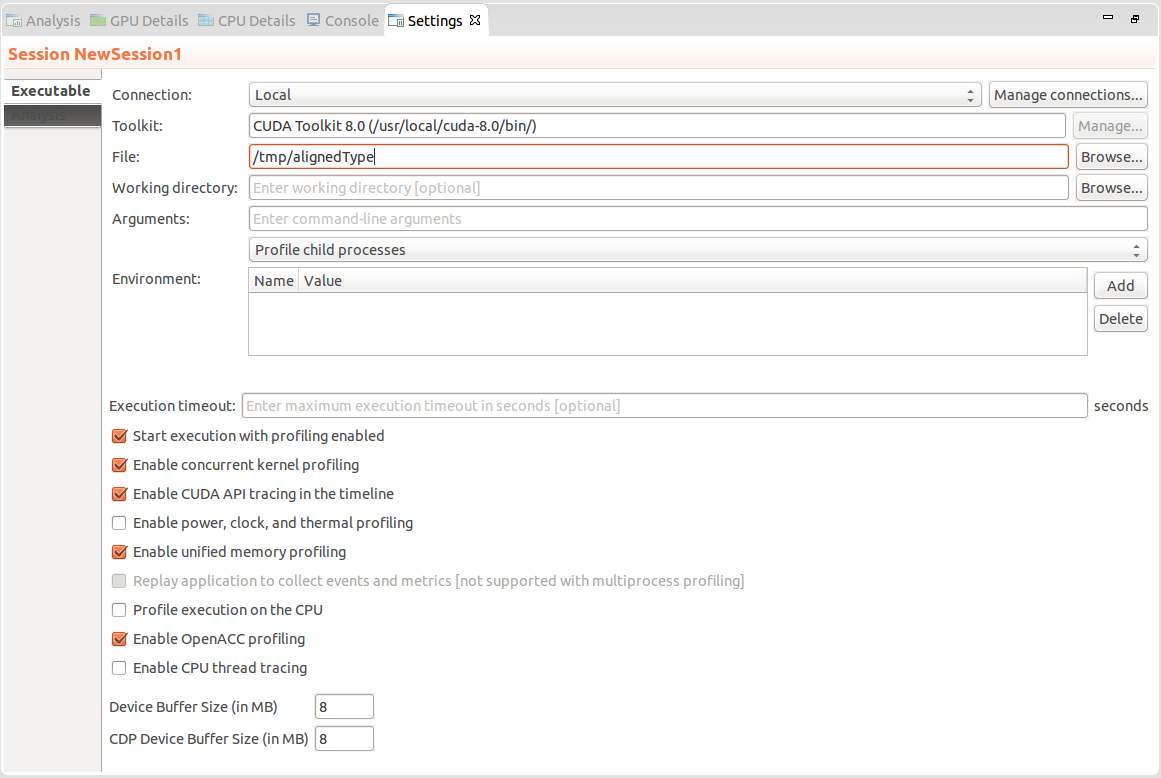 Analysis GPU Details CPU Details Console Settings
Session NewSession1
Executable
Analysis
Connection: Local Manage connections...
Toolkit: CUDA Toolkit 8.0 (/usr/local/cuda-8.0/bin/) Manage...
File: /tmp/alignedType Browse...
Working directory: Enter working directory [optional] Browse...
Arguments: Enter command-line arguments
Profile child processes
Environment: Name Value Add
Delete
Execution timeout: Enter maximum execution timeout in seconds [optional] seconds
Start execution with profiling enabled
Enable concurrent kernel profiling
Enable CUDA API tracing in the timeline
Enable power, clock, and thermal profiling
Enable unified memory profiling
Replay application to collect events and metrics [not supported with multiprocess profiling]
Profile execution on the CPU
Enable OpenACC profiling
Enable CPU thread tracing
Device Buffer Size (in MB) 8
CDP Device Buffer Size (in MB) 8